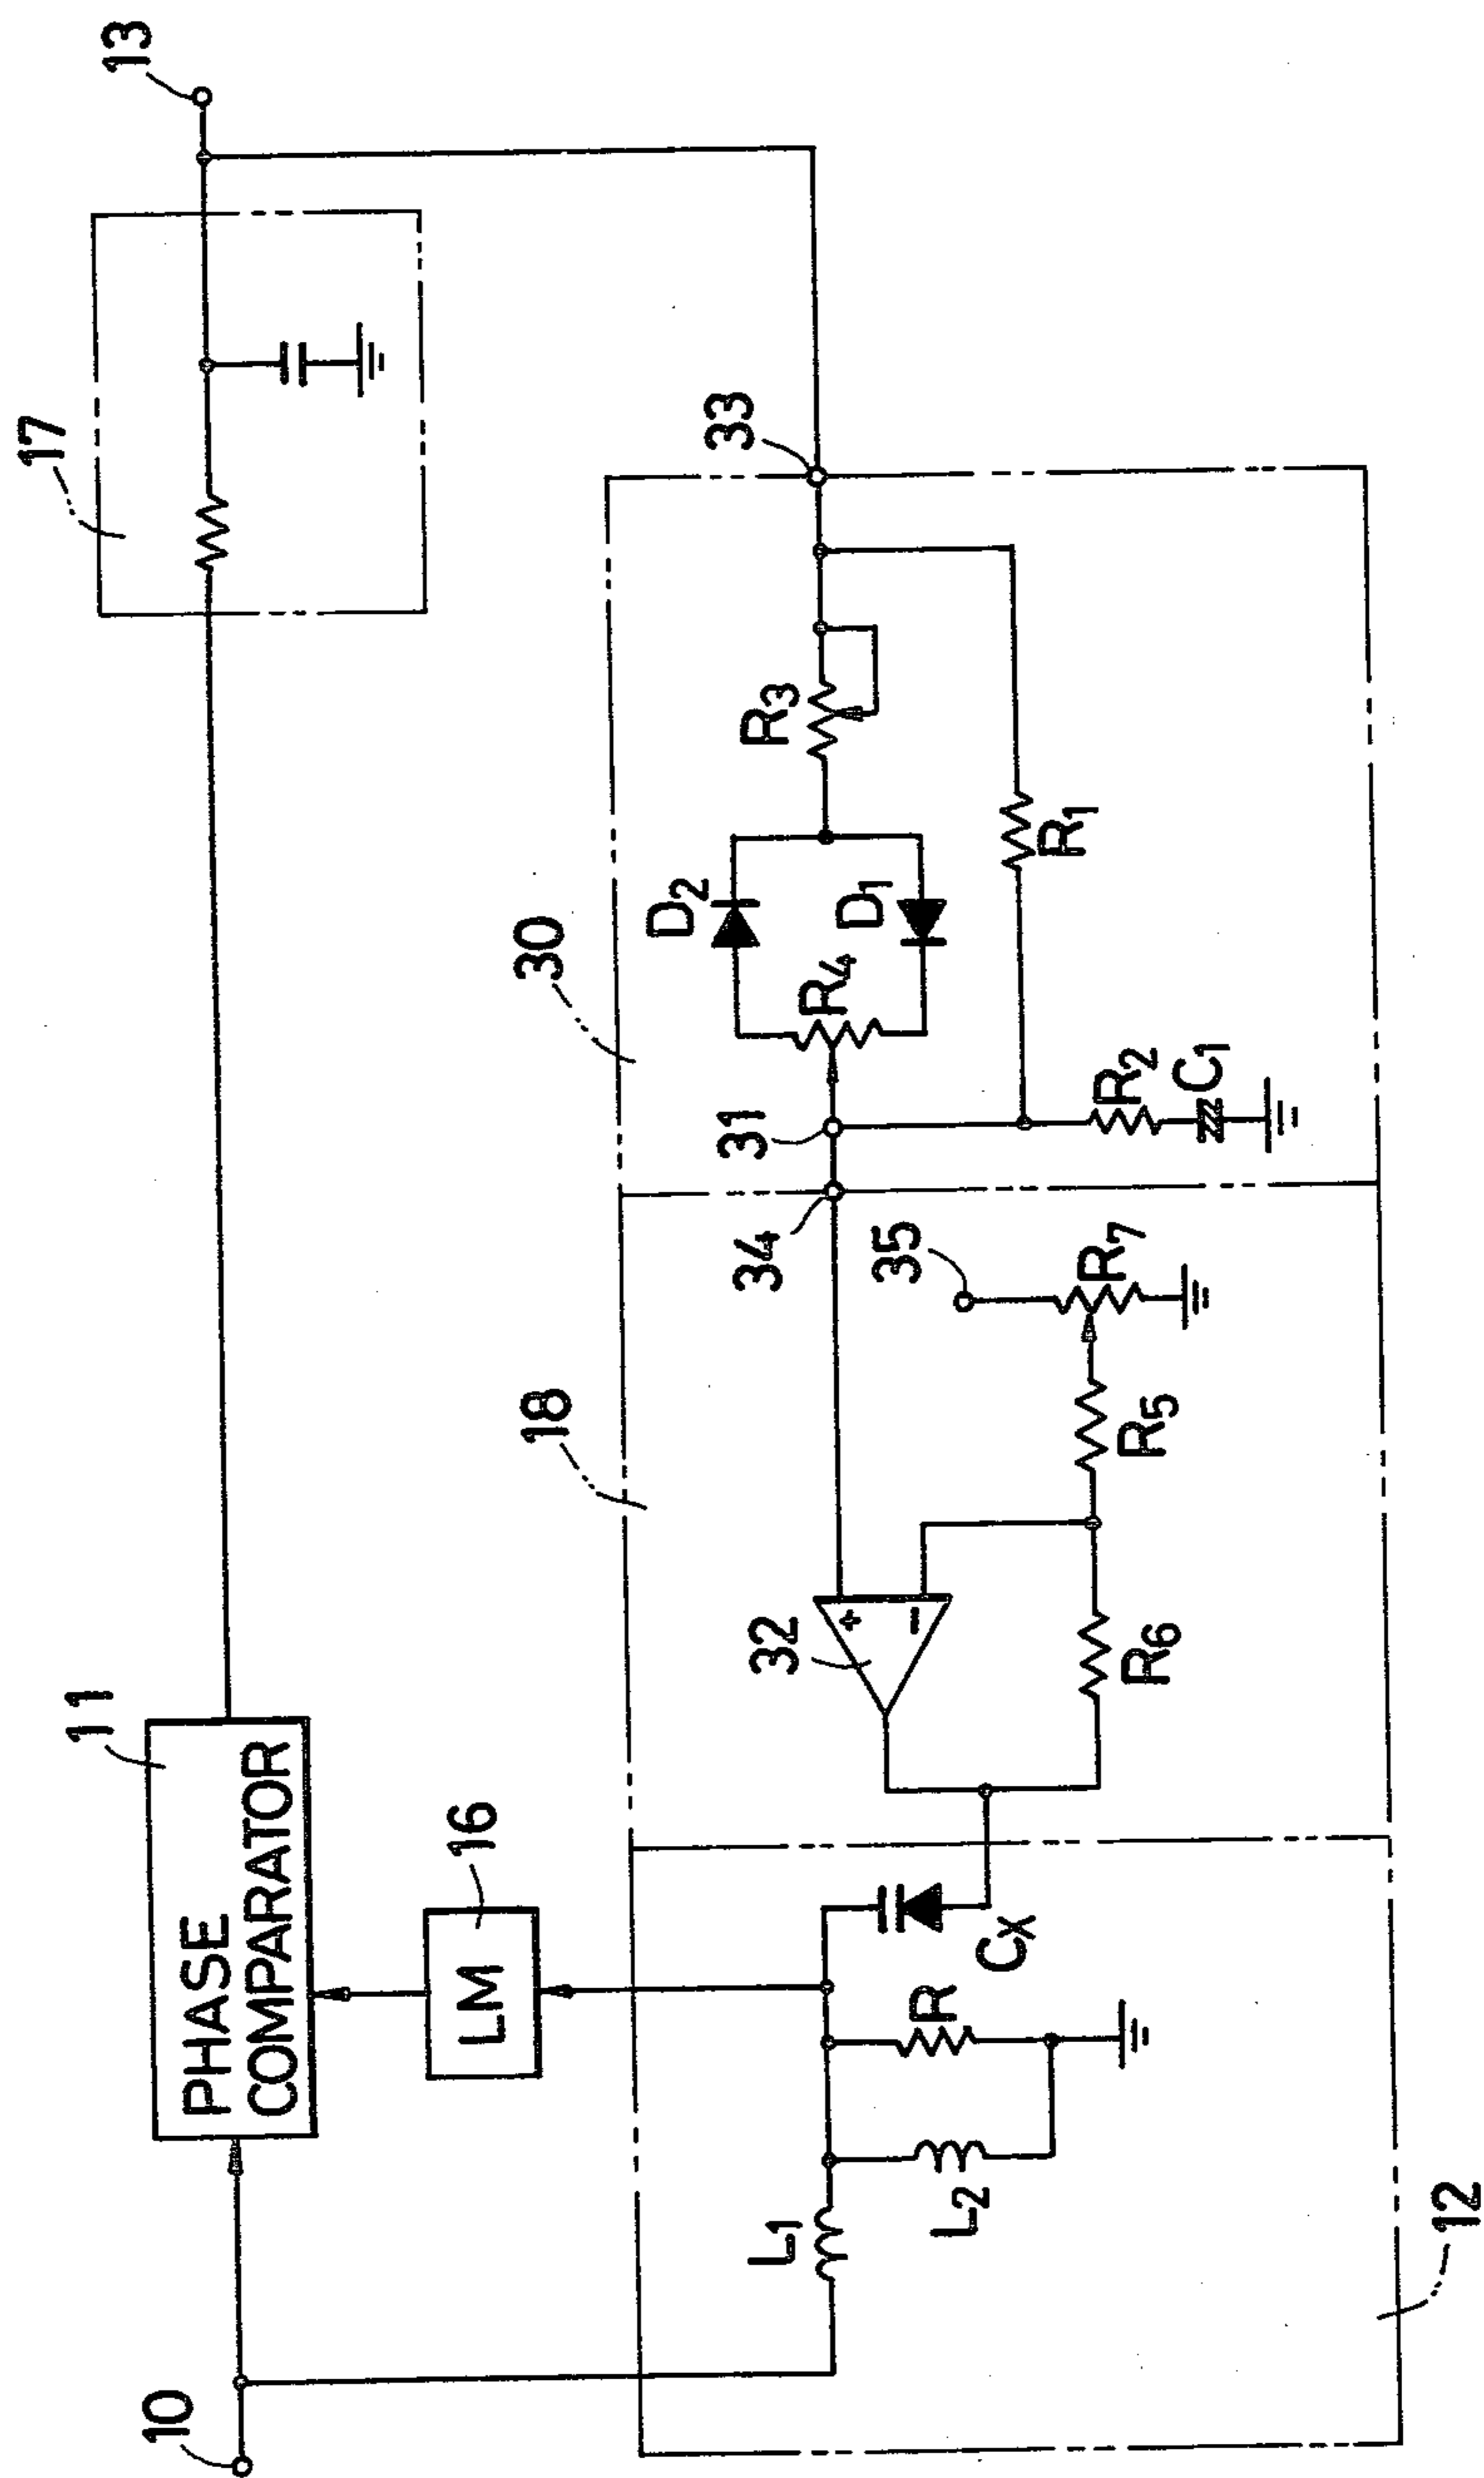 10
11
PHASE
COMPARATOR
17
13
16
LM
12
L1
L2
R
CX
18
32
+
−
R6
R5
35
R7
34
31
30
R4
D2
D1
R3
33
R1
R2
C1